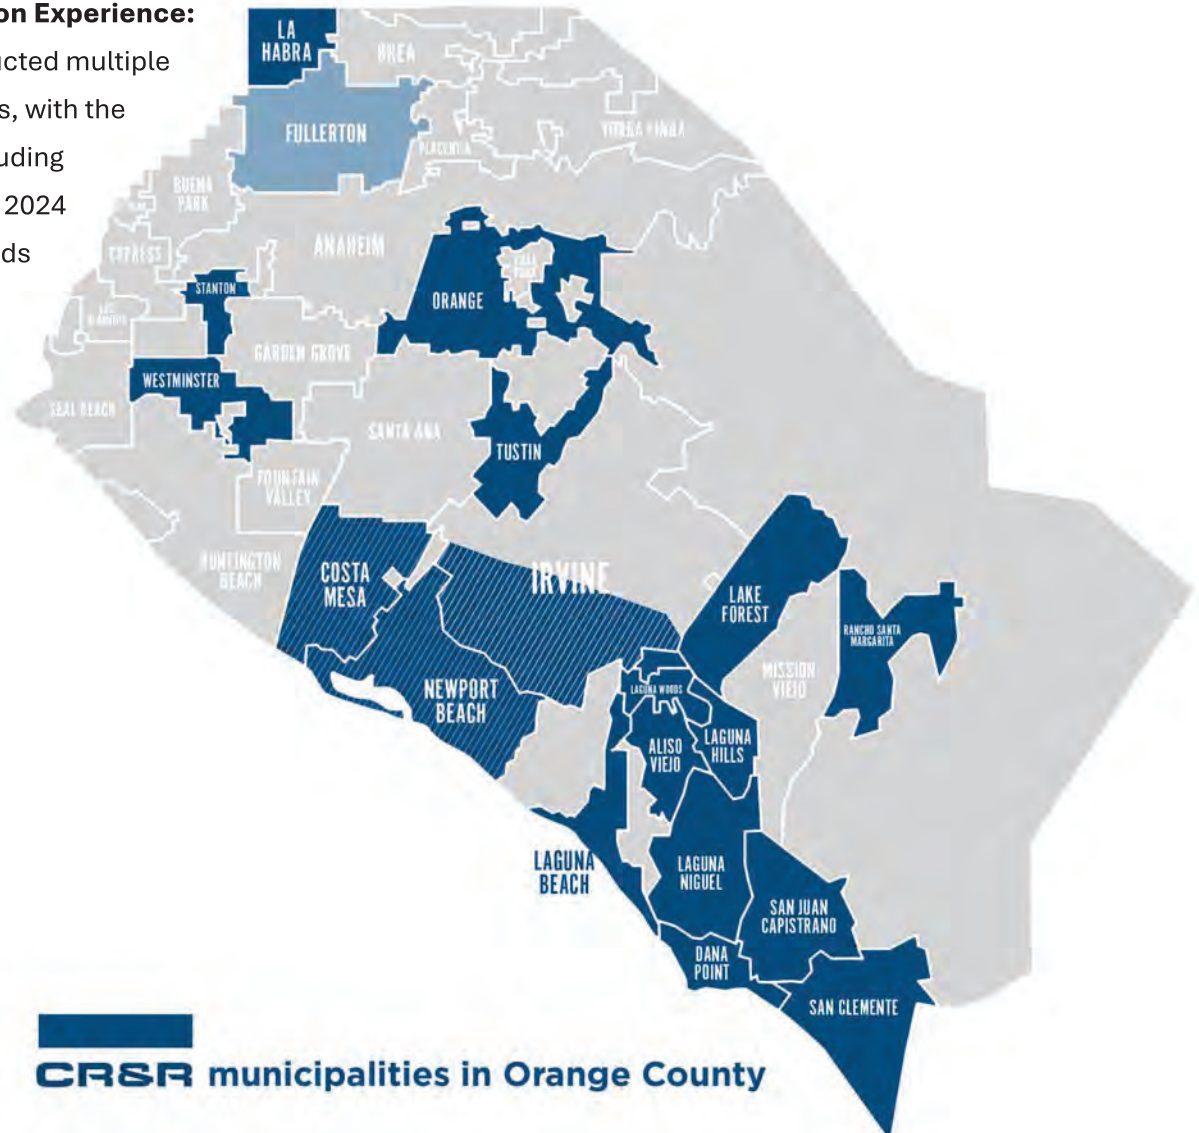 on Experience:
ucted multiple
s, with the
uding
2024
ds
LA
HABRA
BREA
FULLERTON
YORBA LINDA
PLACENTIA
BUENA
PARK
ANAHEIM
CYPRESS
STANTON
ORANGE
LOS
ALAMITOS
GARDEN GROVE
WESTMINSTER
SEAL BEACH
SANTA ANA
TUSTIN
FOUNTAIN
VALLEY
HUNTINGTON
BEACH
COSTA
MESA
IRVINE
LAKE
FOREST
RANCHO SANTA
MARGARITA
MISSION
VIEJO
NEWPORT
BEACH
LAGUNA WOODS
ALISO
VIEJO
LAGUNA
HILLS
LAGUNA
BEACH
LAGUNA
NIGUEL
SAN JUAN
CAPISTRANO
DANA
POINT
SAN CLEMENTE
CR&R municipalities in Orange County